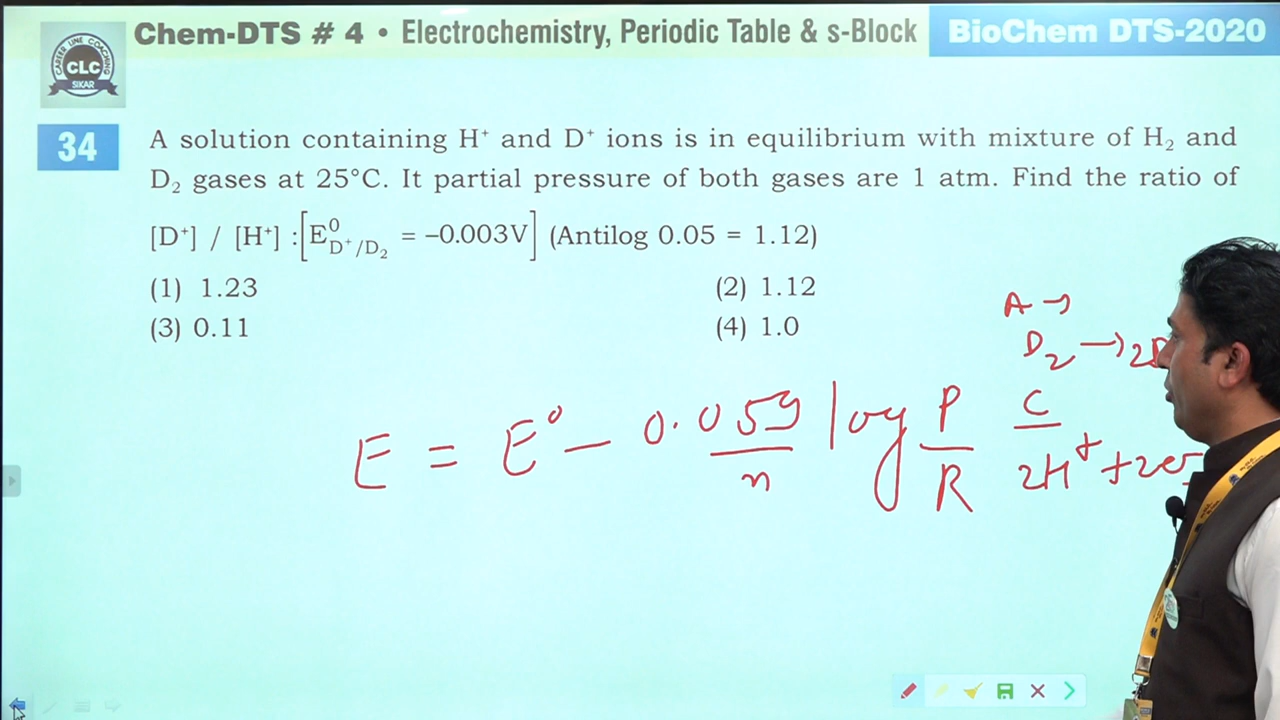 Chem-DTS # 4 • Electrochemistry, Periodic Table & s-Block
BioChem DTS-2020
CAREER LINE COACHING
CLC
SIKAR
34
A solution containing H⁺ and D⁺ ions is in equilibrium with mixture of H₂ and
D₂ gases at 25°C. It partial pressure of both gases are 1 atm. Find the ratio of
[D⁺] / [H⁺] :[E⁰ D⁺/D₂ = –0.003V] (Antilog 0.05 = 1.12)
(1) 1.23
(2) 1.12
(3) 0.11
(4) 1.0
A →
D₂ → 2D
C
2H⁺ + 2e⁻
E = E⁰ – 0.059/n log P/R